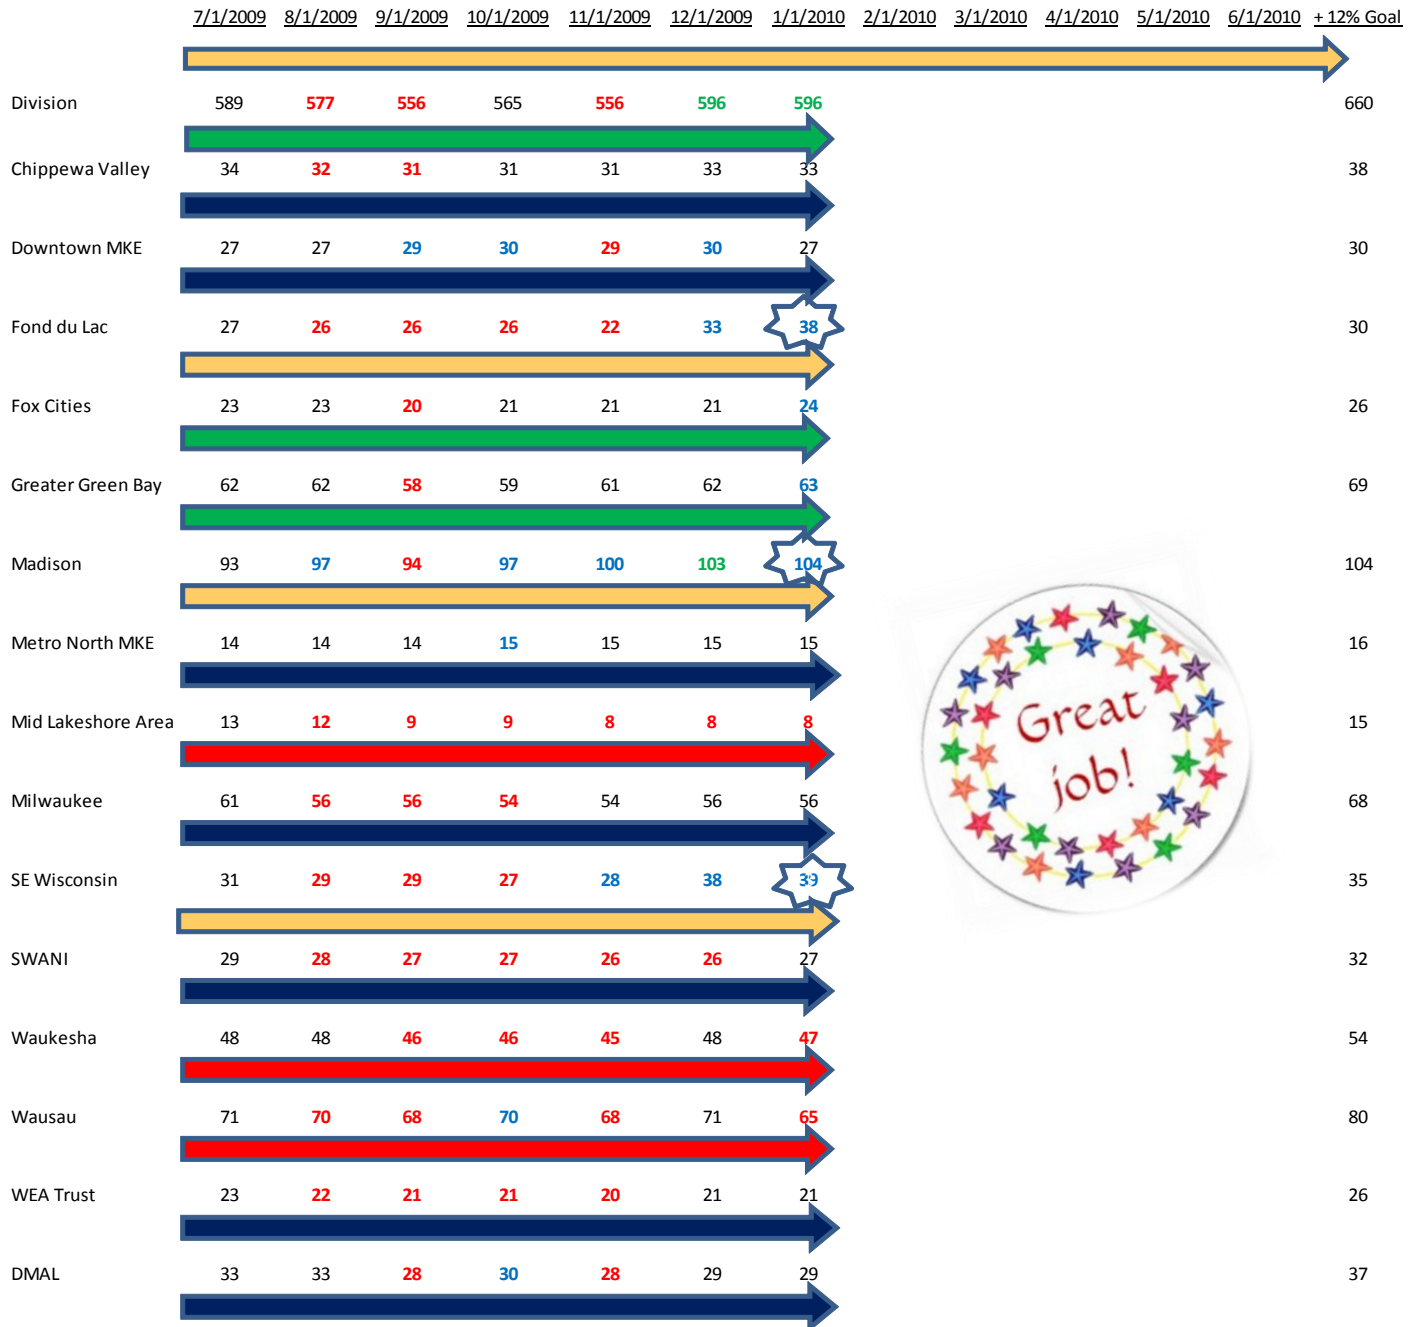 7/1/2009 8/1/2009 9/1/2009 10/1/2009 11/1/2009 12/1/2009 1/1/2010 2/1/2010 3/1/2010 4/1/2010 5/1/2010 6/1/2010 + 12% Goal
Division 589 577 556 565 556 596 596 660
Chippewa Valley 34 32 31 31 31 33 33 38
Downtown MKE 27 27 29 30 29 30 27 30
Fond du Lac 27 26 26 26 22 33 38 30
Fox Cities 23 23 20 21 21 21 24 26
Greater Green Bay 62 62 58 59 61 62 63 69
Madison 93 97 94 97 100 103 104 104
Metro North MKE 14 14 14 15 15 15 15 16
Mid Lakeshore Area 13 12 9 9 8 8 8 15
Great
job!
Milwaukee 61 56 56 54 54 56 56 68
SE Wisconsin 31 29 29 27 28 38 39 35
SWANI 29 28 27 27 26 26 27 32
Waukesha 48 48 46 46 45 48 47 54
Wausau 71 70 68 70 68 71 65 80
WEA Trust 23 22 21 21 20 21 21 26
DMAL 33 33 28 30 28 29 29 37